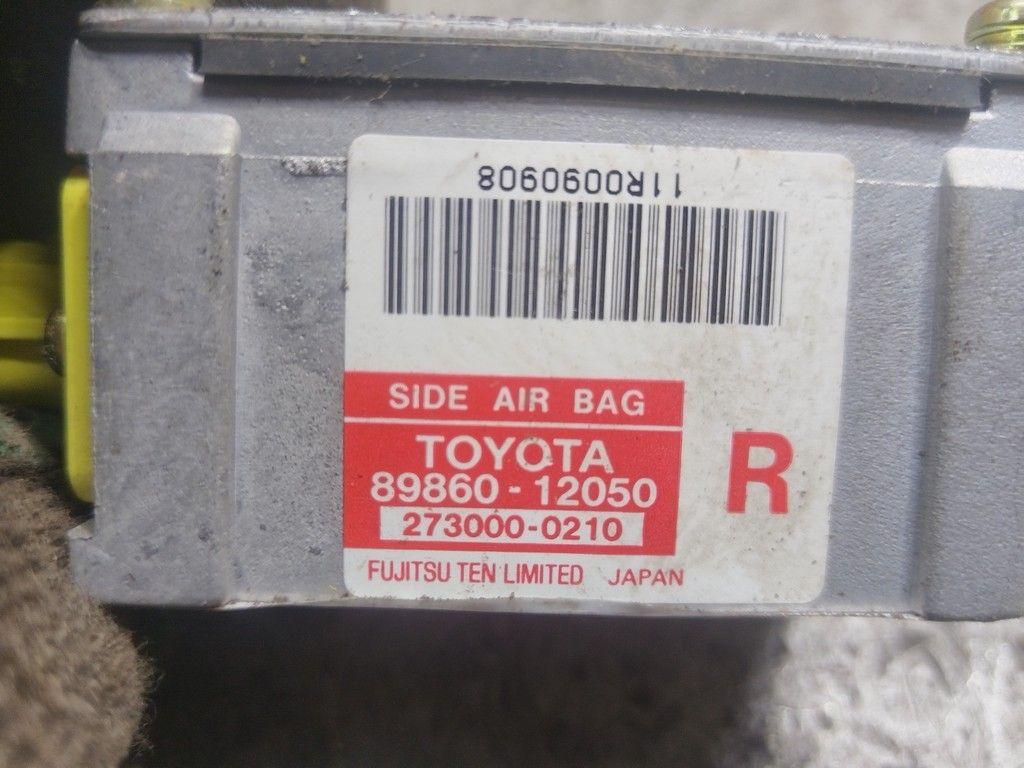 11R0090908
SIDE AIR BAG
TOYOTA
89860-12050
273000-0210
R
FUJITSU TEN LIMITED JAPAN